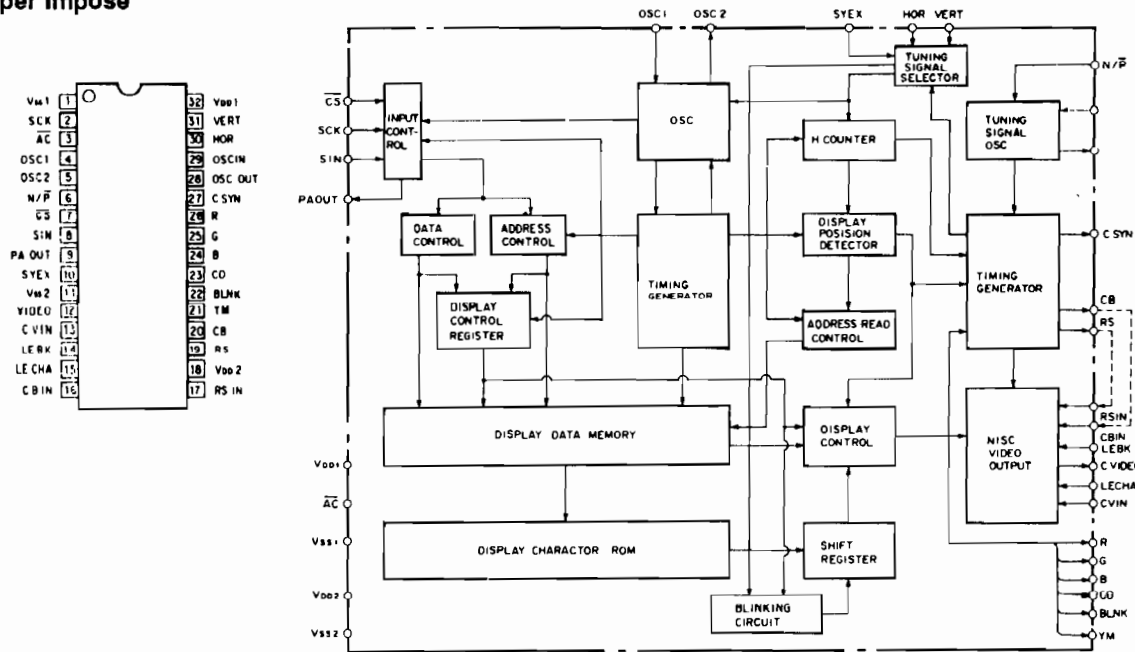 per Impose
Vss1 1
SCK 2
AC 3
OSC1 4
OSC2 5
N/P 6
CS 7
SIN 8
PA OUT 9
SYEX 10
Vss2 11
VIDEO 12
CVIN 13
LEBK 14
LECHA 15
CBIN 16
32 VDD1
31 VERT
30 HOR
29 OSCIN
28 OSC OUT
27 C SYN
26 R
25 G
24 B
23 CO
22 BLNK
21 YM
20 CB
19 RS
18 VDD2
17 RS IN
OSC1 OSC2 SYEX HOR VERT
N/P
CS
SCK
SIN
PAOUT
INPUT
CONT-
ROL
OSC
TUNING
SIGNAL
SELECTOR
TUNING
SIGNAL
OSC
H COUNTER
DATA
CONTROL
ADDRESS
CONTROL
DISPLAY
CONTROL
REGISTER
TIMING
GENERATOR
DISPLAY
POSISION
DETECTOR
ADDRESS READ
CONTROL
TIMING
GENERATOR
C SYN
CB
RS
DISPLAY DATA MEMORY
DISPLAY
CONTROL
NISC
VIDEO
OUTPUT
RSIN
CBIN
LEBK
CVIDEO
LECHA
CVIN
VDD1
AC
VSS1
VDD2
VSS2
DISPLAY CHARACTOR ROM
SHIFT
REGISTER
BLINKING
CIRCUIT
R
G
B
CO
BLNK
YM